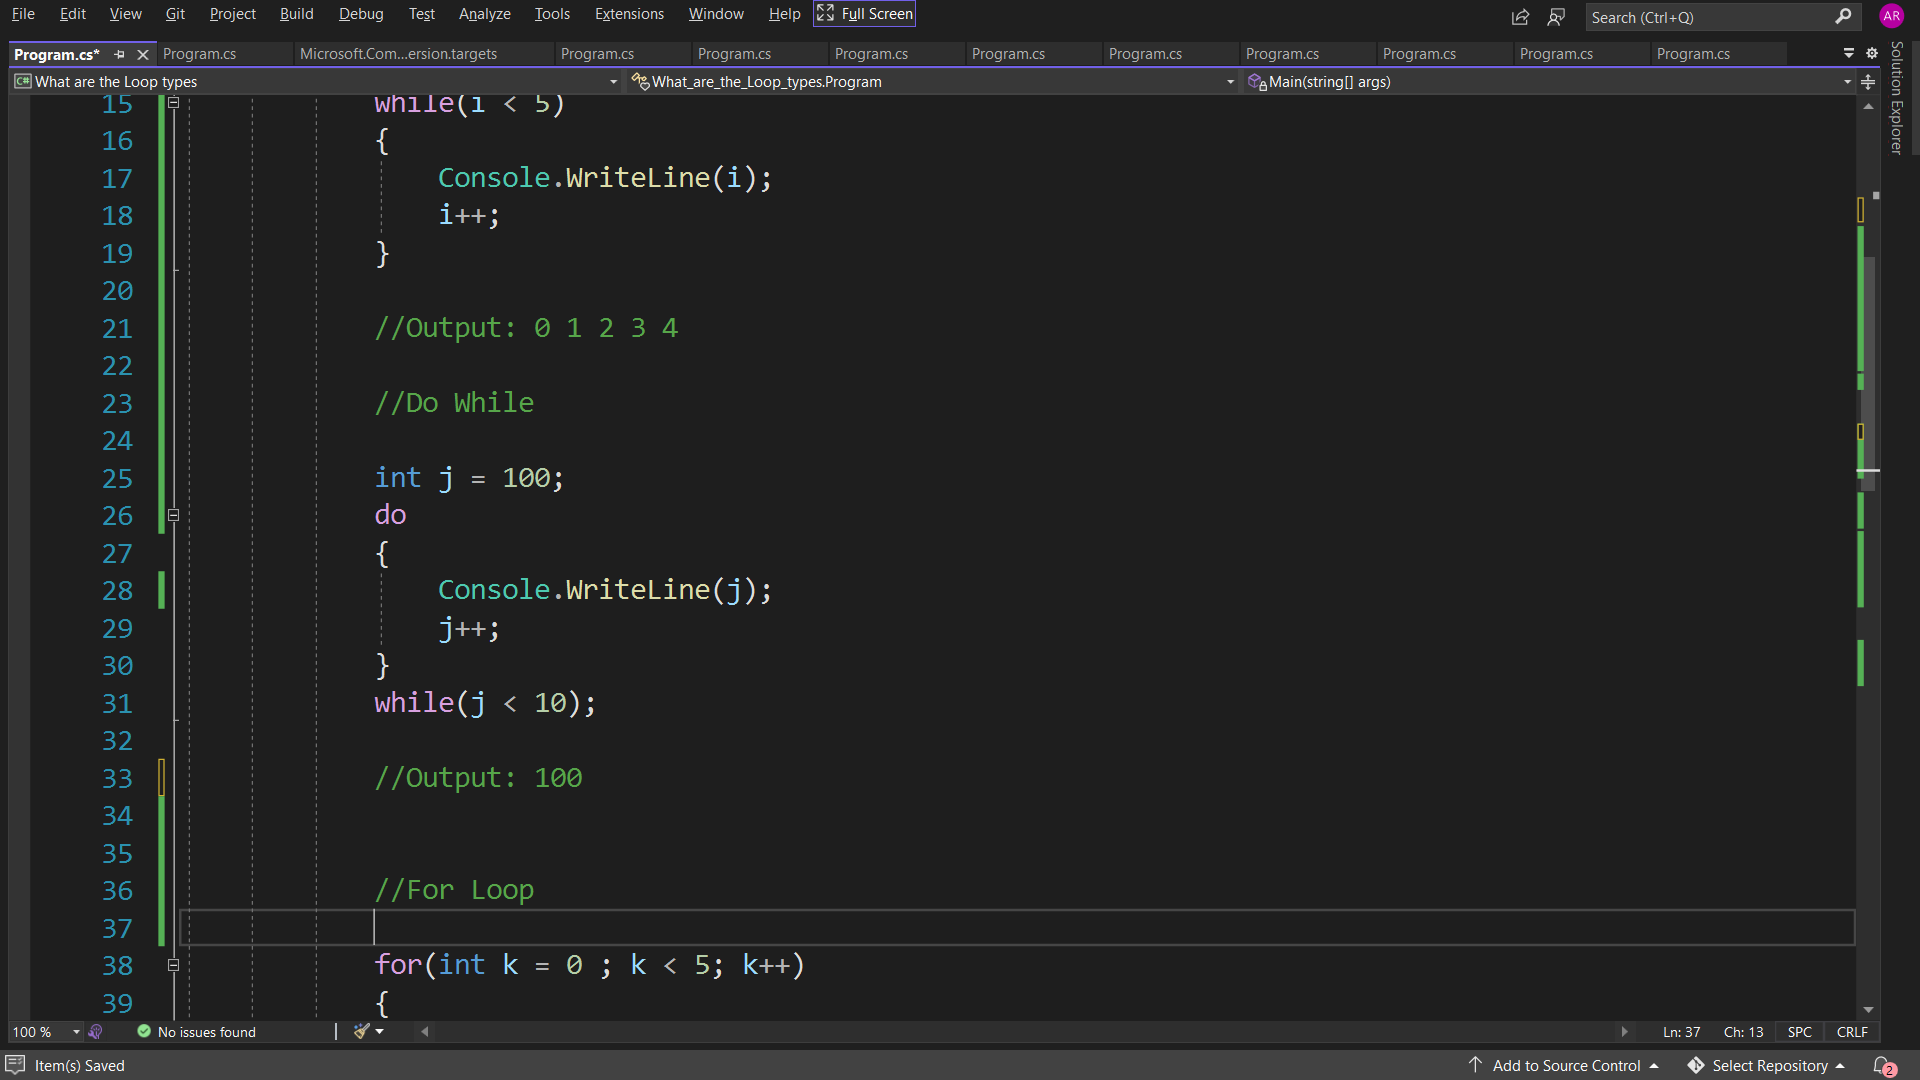 File Edit View Git Project Build Debug Test Analyze Tools Extensions Window Help Full Screen Search (Ctrl+Q) AR
Program.cs* Program.cs Microsoft.Com...ersion.targets Program.cs Program.cs Program.cs Program.cs Program.cs Program.cs Program.cs Program.cs Program.cs
What are the Loop types What_are_the_Loop_types.Program Main(string[] args)
Solution Explorer
15 while(i < 5)
16 {
17 Console.WriteLine(i);
18 i++;
19 }
20
21 //Output: 0 1 2 3 4
22
23 //Do While
24
25 int j = 100;
26 do
27 {
28 Console.WriteLine(j);
29 j++;
30 }
31 while(j < 10);
32
33 //Output: 100
34
35
36 //For Loop
37
38 for(int k = 0 ; k < 5; k++)
39 {
100 % No issues found Ln: 37 Ch: 13 SPC CRLF
Item(s) Saved Add to Source Control Select Repository 2